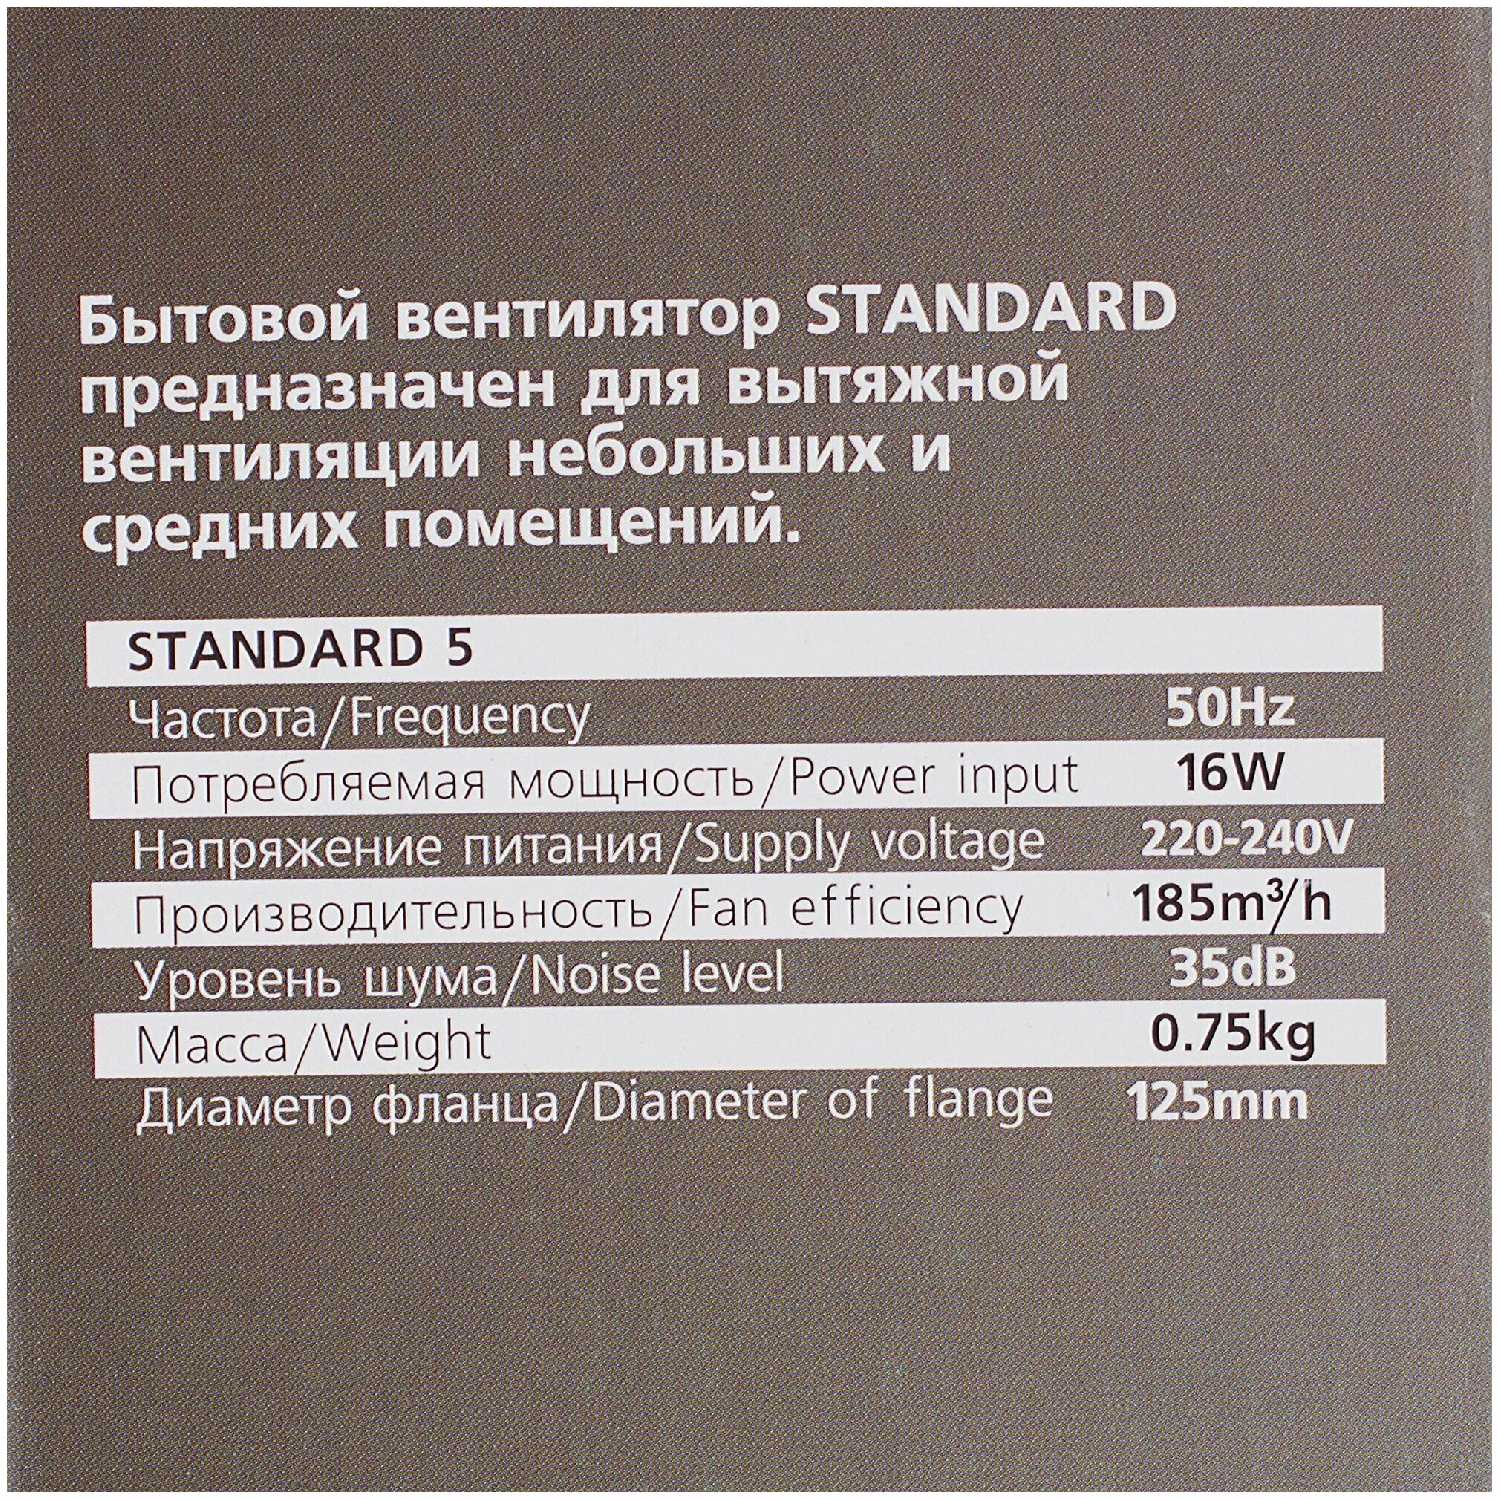 Бытовой вентилятор STANDARD
предназначен для вытяжной
вентиляции небольших и
средних помещений.
STANDARD 5
Частота/Frequency 50Hz
Потребляемая мощность/Power input 16W
Напряжение питания/Supply voltage 220-240V
Производительность/Fan efficiency 185m³/h
Уровень шума/Noise level 35dB
Масса/Weight 0.75kg
Диаметр фланца/Diameter of flange 125mm